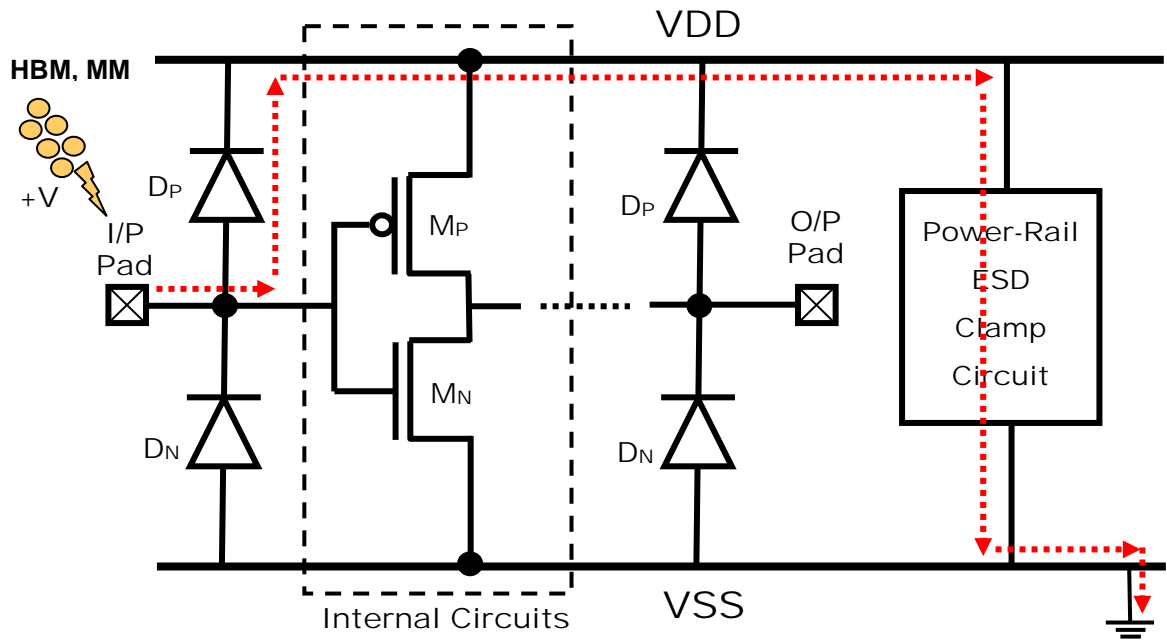 VDD
HBM, MM
+V
I/P
Pad
DP
DN
MP
MN
DP
DN
O/P
Pad
Power-Rail
ESD
Clamp
Circuit
Internal Circuits
VSS